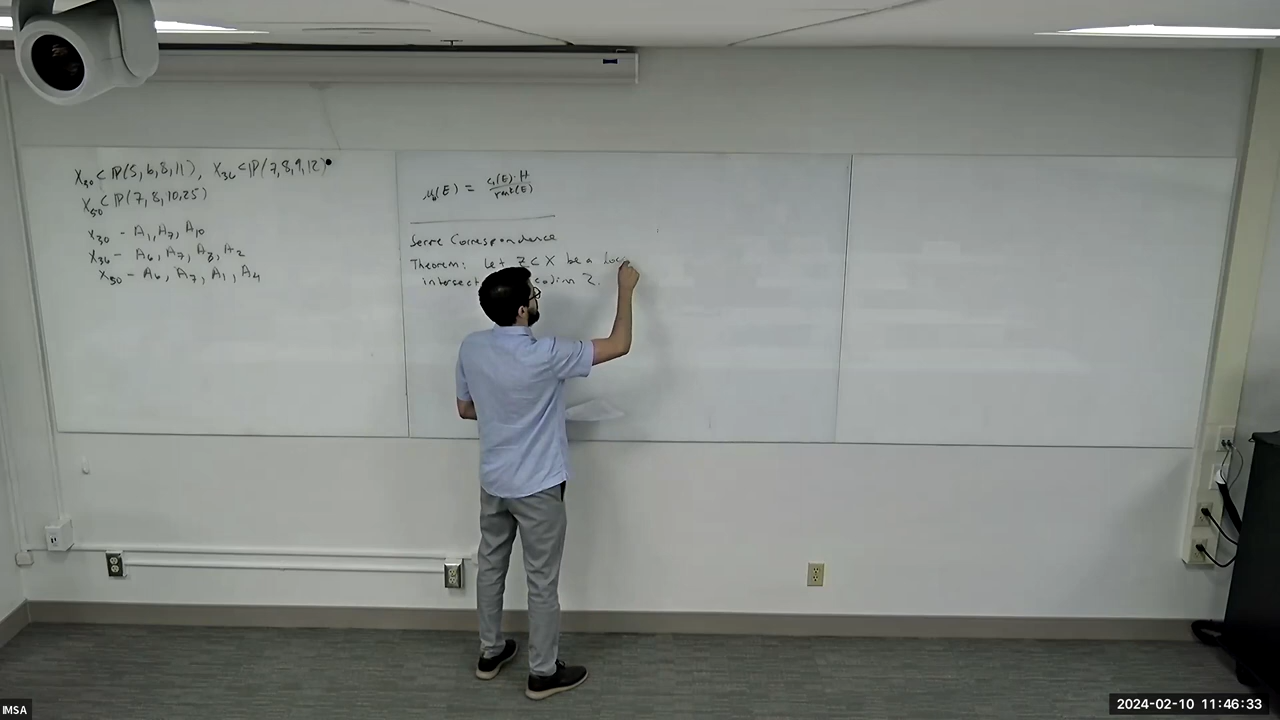 X₃₀ ⊂ P(5,6,8,11), X₃₆ ⊂ P(7,8,9,12)
X₅₀ ⊂ P(7,8,10,25)
X₃₀ - A₁, A₇, A₁₀
X₃₆ - A₆, A₇, A₃, A₂
X₅₀ - A₆, A₇, A₁, A₄
μ(E) = c₁(E)·H / rank(E)
Serre Correspondence
Theorem: Let Z ⊂ X be a
codim 2.
IMSA
2024-02-10 11:46:33